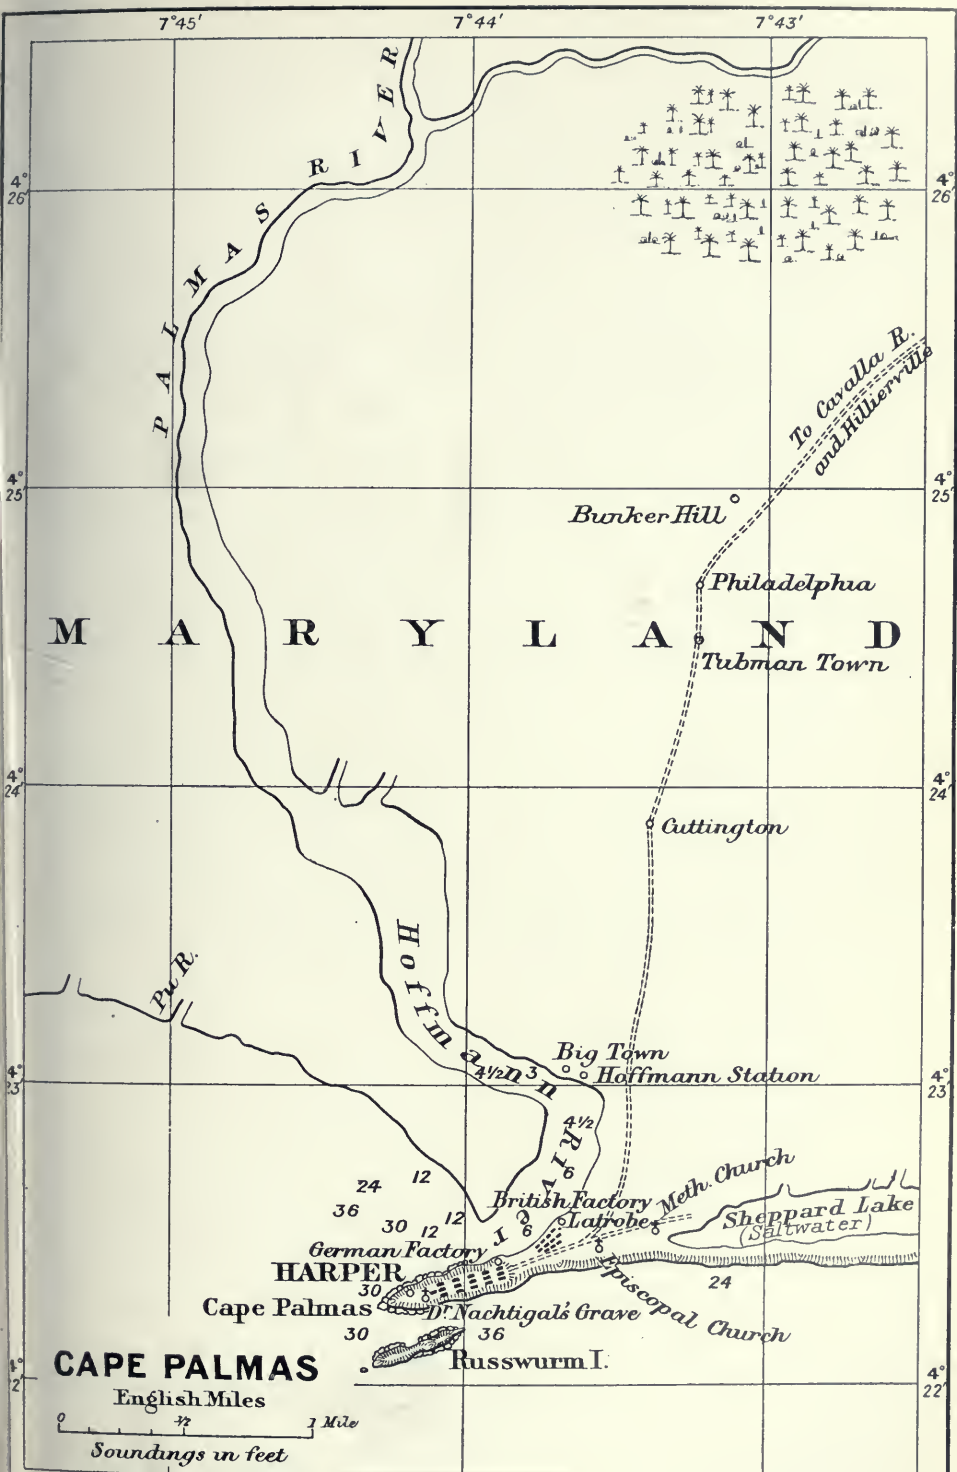 7°45′ 7°44′ 7°43′
PALMAS RIVER
4° 26′
4° 26′
To Cavalla R.
and Hillierville
4° 25′
4° 25′
Bunker Hill
Philadelphia
MARYLAND
Tubman Town
4° 24′
4° 24′
Cuttington
Hoffmann River
Pu R.
Big Town
4½ 3
Hoffmann Station
4° 23′
4° 23′
4½
6
Meth. Church
12
24
British Factory
36
12
Latrobe
Sheppard Lake
(Saltwater)
30
12
6
German Factory
HARPER
Episcopal Church
30
24
Cape Palmas
Dr. Nachtigal's Grave
30
36
Russwurm I.
CAPE PALMAS
4° 22′
English Miles
0 ½ 1 Mile
Soundings in feet